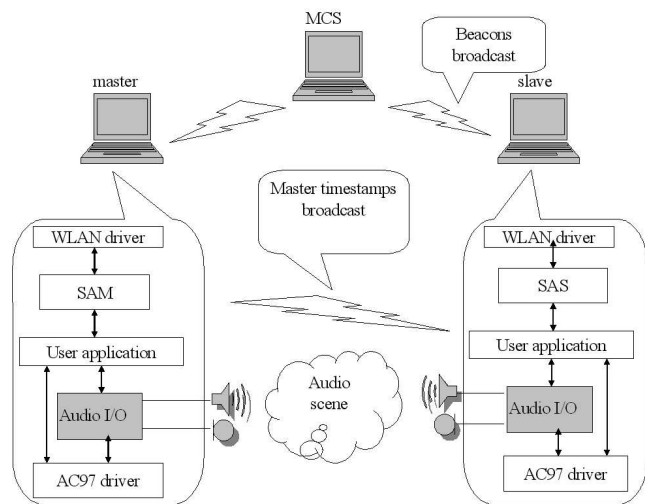 MCS
Beacons
broadcast
master
slave
Master timestamps
broadcast
WLAN driver
SAM
User application
Audio I/O
AC97 driver
Audio
scene
WLAN driver
SAS
User application
Audio I/O
AC97 driver